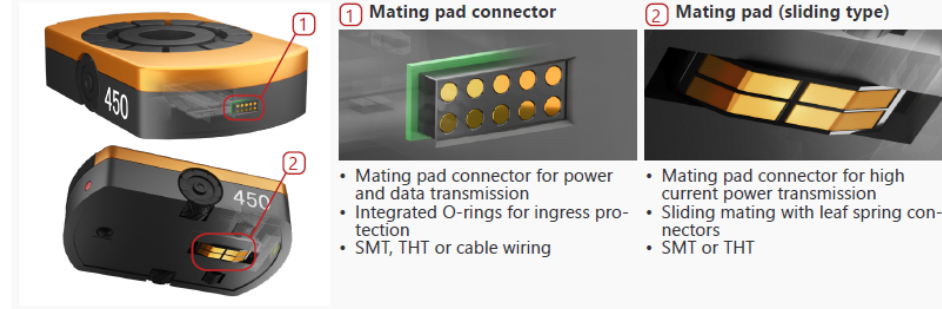 1
450
2
450
1 Mating pad connector
• Mating pad connector for power
and data transmission
• Integrated O-rings for ingress pro-
tection
• SMT, THT or cable wiring
2 Mating pad (sliding type)
• Mating pad connector for high
current power transmission
• Sliding mating with leaf spring con-
nectors
• SMT or THT